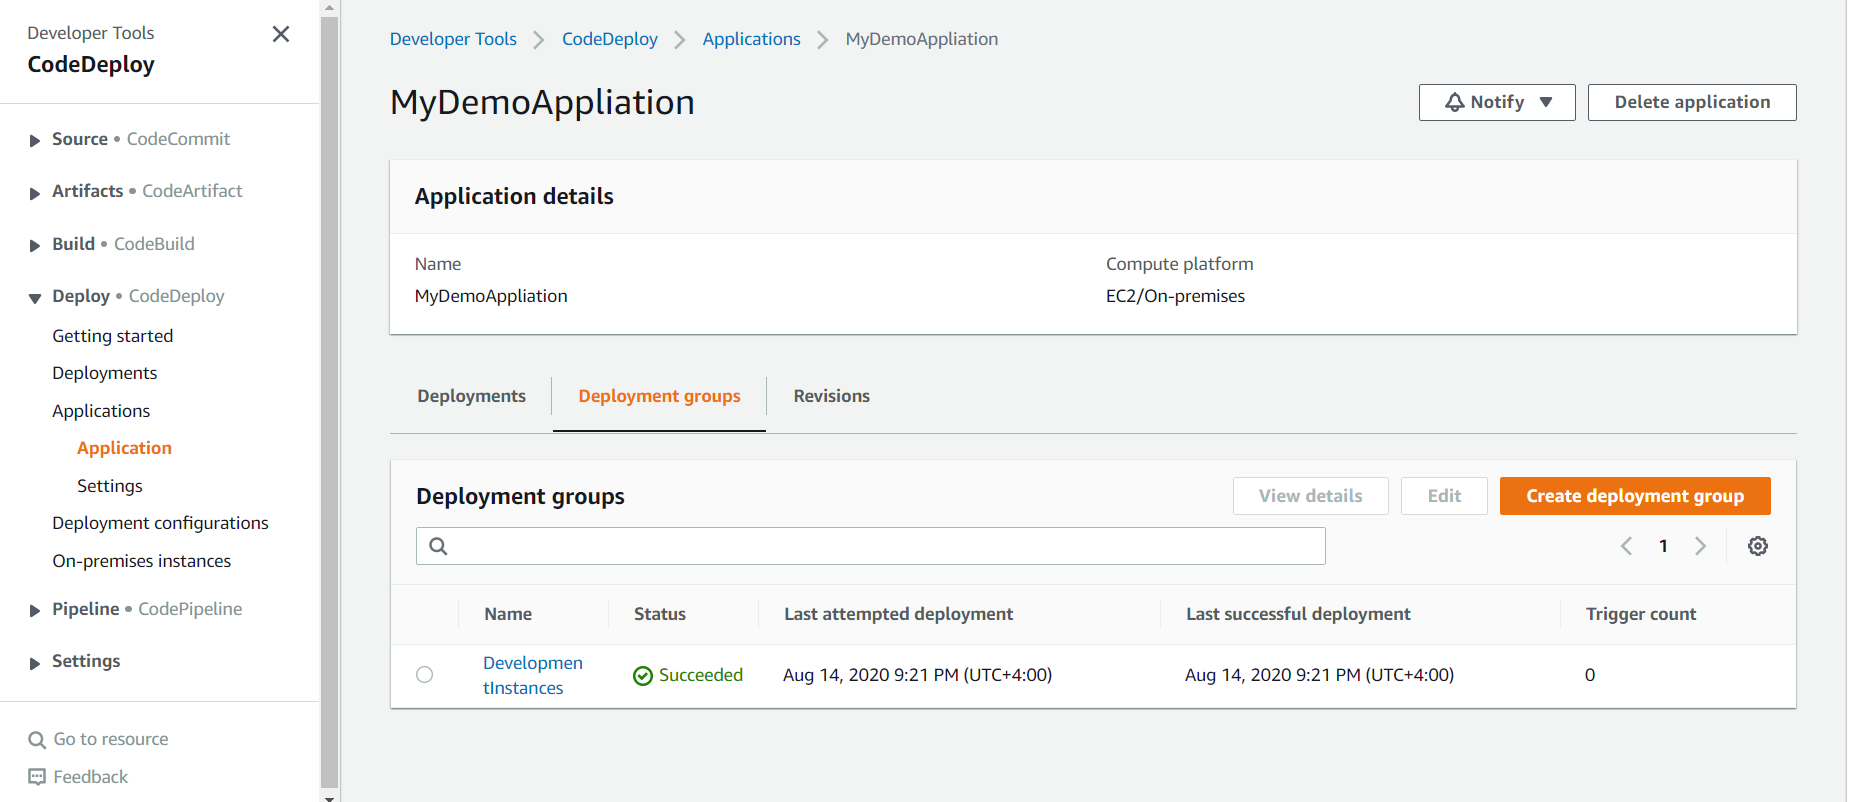 Developer Tools
CodeDeploy
Source • CodeCommit
Artifacts • CodeArtifact
Build • CodeBuild
Deploy • CodeDeploy
Getting started
Deployments
Applications
Application
Settings
Deployment configurations
On-premises instances
Pipeline • CodePipeline
Settings
Go to resource
Feedback
Developer Tools CodeDeploy Applications MyDemoAppliation
MyDemoAppliation
Notify Delete application
Application details
Name Compute platform
MyDemoAppliation EC2/On-premises
Deployments Deployment groups Revisions
Deployment groups View details Edit Create deployment group
1
Name Status Last attempted deployment Last successful deployment Trigger count
Developmen
tInstances Succeeded Aug 14, 2020 9:21 PM (UTC+4:00) Aug 14, 2020 9:21 PM (UTC+4:00) 0